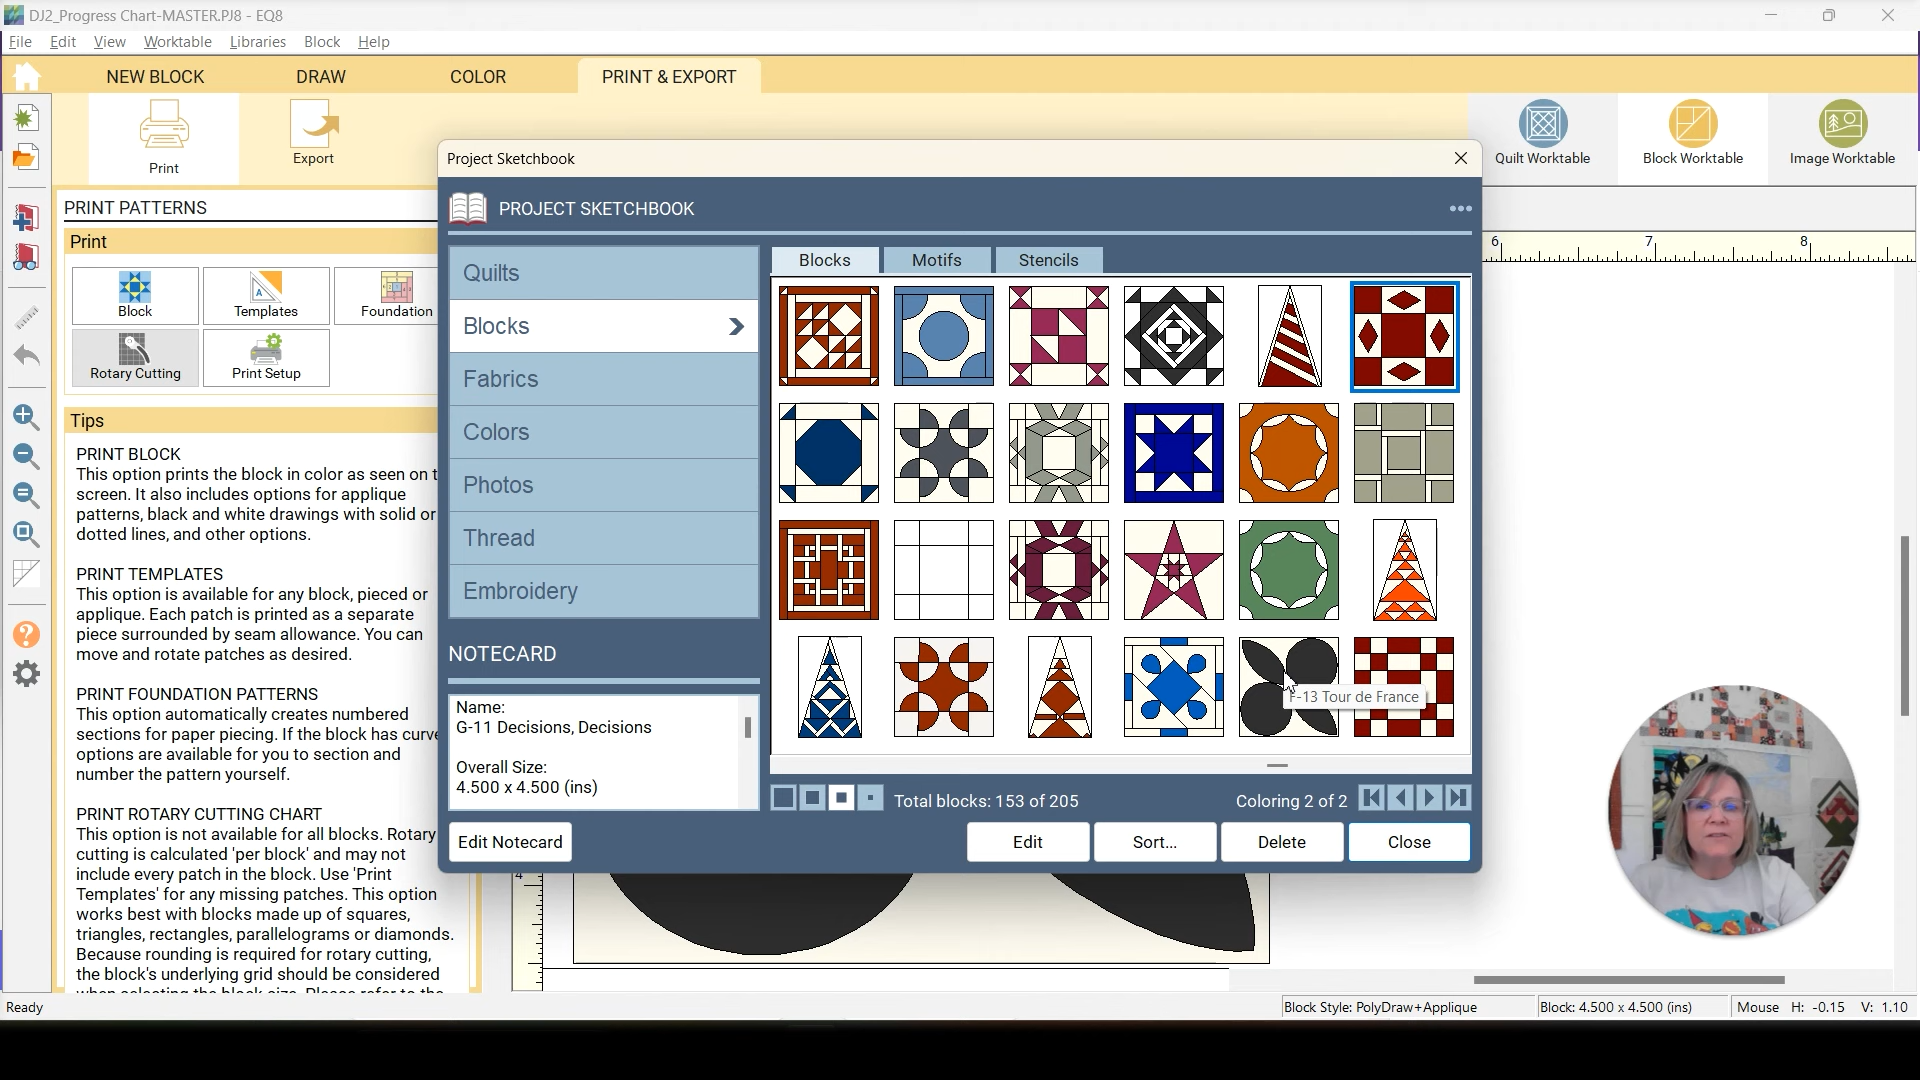 DJ2_Progress Chart-MASTER.PJ8 - EQ8
File Edit View Worktable Libraries Block Help
NEW BLOCK DRAW COLOR PRINT & EXPORT
Print
Export
Quilt Worktable
Block Worktable
Image Worktable
PRINT PATTERNS
Print
Block
Templates
Foundation
Rotary Cutting
Print Setup
Tips
PRINT BLOCK
This option prints the block in color as seen on
screen. It also includes options for applique
patterns, black and white drawings with solid or
dotted lines, and other options.
PRINT TEMPLATES
This option is available for any block, pieced or
applique. Each patch is printed as a separate
piece surrounded by seam allowance. You can
move and rotate patches as desired.
PRINT FOUNDATION PATTERNS
This option automatically creates numbered
sections for paper piecing. If the block has curve
options are available for you to section and
number the pattern yourself.
PRINT ROTARY CUTTING CHART
This option is not available for all blocks. Rotary
cutting is calculated 'per block' and may not
include every patch in the block. Use 'Print
Templates' for any missing patches. This option
works best with blocks made up of squares,
triangles, rectangles, parallelograms or diamonds.
Because rounding is required for rotary cutting,
the block's underlying grid should be considered
Project Sketchbook
PROJECT SKETCHBOOK
Quilts
Blocks
Fabrics
Colors
Photos
Thread
Embroidery
NOTECARD
Name:
G-11 Decisions, Decisions
Overall Size:
4.500 x 4.500 (ins)
Edit Notecard
Blocks Motifs Stencils
F-13 Tour de France
Total blocks: 153 of 205
Coloring 2 of 2
Edit Sort... Delete Close
6 7 8
4
Ready
Block Style: PolyDraw+Applique
Block: 4.500 x 4.500 (ins)
Mouse H: -0.15 V: 1.10